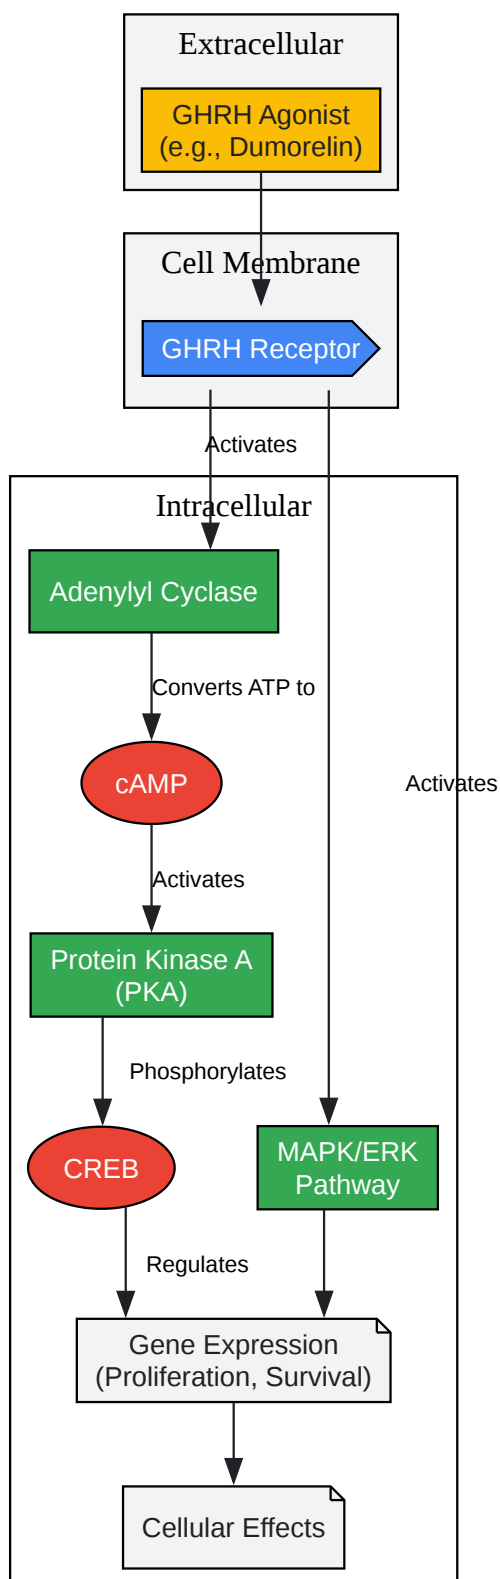 Extracellular
GHRH Agonist
(e.g., Dumorelin)
Cell Membrane
GHRH Receptor
Activates
Intracellular
Adenylyl Cyclase
Converts ATP to
cAMP
Activates
Activates
Protein Kinase A
(PKA)
Phosphorylates
CREB
MAPK/ERK
Pathway
Regulates
Gene Expression
(Proliferation, Survival)
Cellular Effects